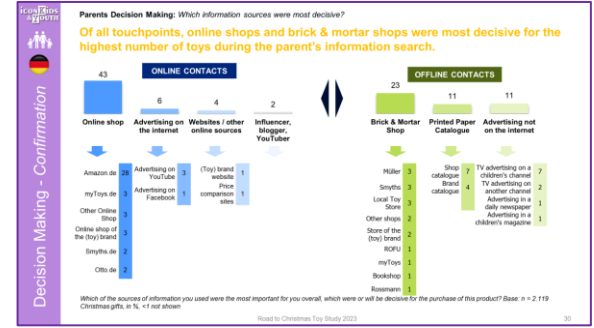 ICONKIDS
& YOUTH
Parents Decision Making: Which information sources were most decisive?
Of all touchpoints, online shops and brick & mortar shops were most decisive for the
highest number of toys during the parent's information search.
Decision Making - Confirmation
ONLINE CONTACTS
43
6
4
2
Online shop
Advertising on
the internet
Websites / other
online sources
Influencer,
blogger,
YouTuber
Amazon.de 28
myToys.de 3
Other Online
Shop 3
Online shop of
the (toy) brand 3
Smyths.de 2
Otto.de 2
Advertising on
YouTube 3
Advertising on
Facebook 1
(Toy) brand
website 1
Price
comparison
sites 1
OFFLINE CONTACTS
23
11
11
Brick & Mortar
Shop
Printed Paper
Catalogue
Advertising not
on the internet
Müller 3
Smyths 3
Local Toy
Store 3
Other shops 2
Store of the
(toy) brand 2
ROFU 1
myToys 1
Bookshop 1
Rossmann 1
Shop
catalogue 7
Brand
catalogue 4
TV advertising on a
children's channel 7
TV advertising on
another channel 2
Advertising in a
daily newspaper 1
Advertising in a
children's magazine 1
Which of the sources of information you used were the most important for you overall, which were or will be decisive for the purchase of this product? Base: n = 2.119
Christmas gifts, in %, <1 not shown
Road to Christmas Toy Study 2023
30